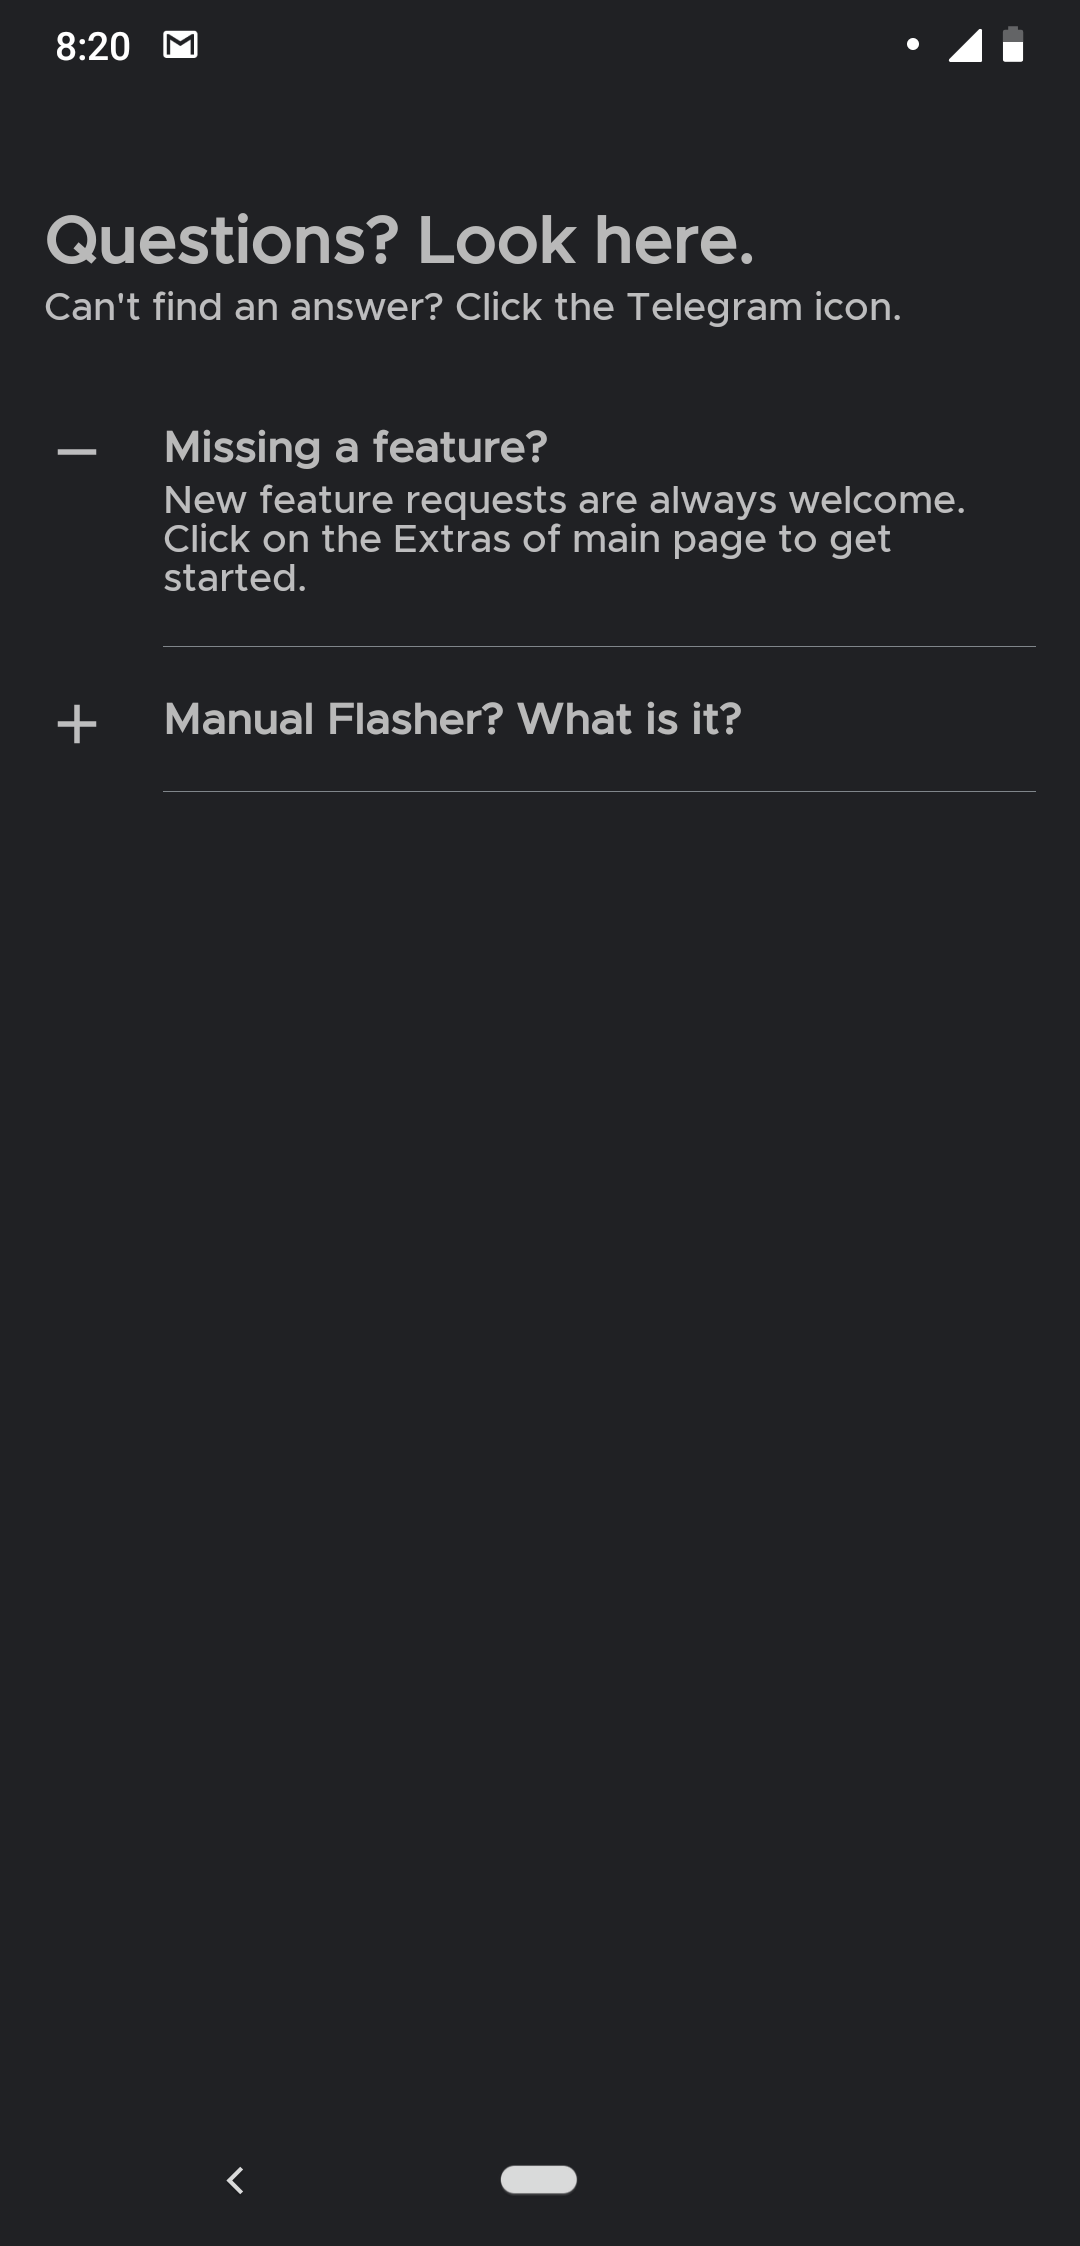 8:20
Questions? Look here.
Can't find an answer? Click the Telegram icon.
Missing a feature?
New feature requests are always welcome.
Click on the Extras of main page to get
started.
Manual Flasher? What is it?